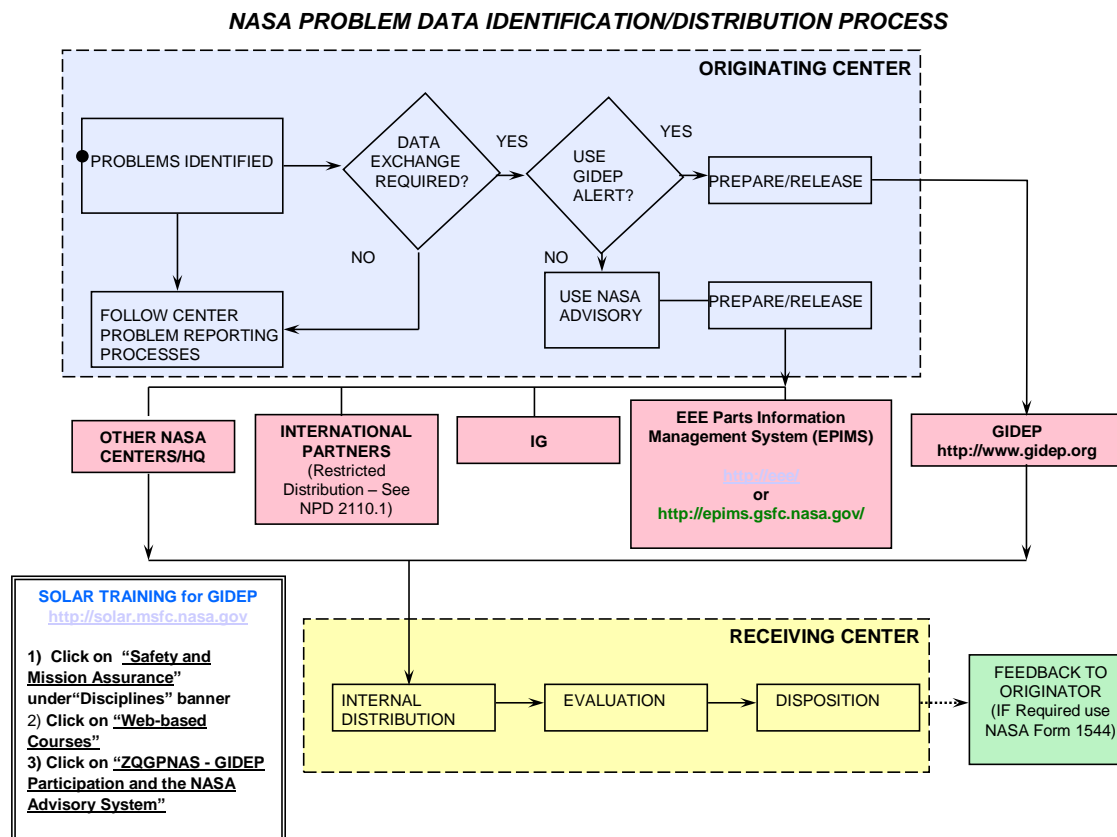 NASA PROBLEM DATA IDENTIFICATION/DISTRIBUTION PROCESS
ORIGINATING CENTER
PROBLEMS IDENTIFIED
DATA
EXCHANGE
REQUIRED?
YES
USE
GIDEP
ALERT?
YES
PREPARE/RELEASE
NO
NO
FOLLOW CENTER
PROBLEM REPORTING
PROCESSES
USE NASA
ADVISORY
PREPARE/RELEASE
OTHER NASA
CENTERS/HQ
INTERNATIONAL
PARTNERS
(Restricted
Distribution – See
NPD 2110.1)
IG
EEE Parts Information
Management System (EPIMS)
http://eee/
or
http://epims.gsfc.nasa.gov/
GIDEP
http://www.gidep.org
SOLAR TRAINING for GIDEP
http://solar.msfc.nasa.gov
1) Click on “Safety and
Mission Assurance”
under“Disciplines” banner
2) Click on “Web-based
Courses”
3) Click on “ZQGPNAS - GIDEP
Participation and the NASA
Advisory System”
RECEIVING CENTER
INTERNAL
DISTRIBUTION
EVALUATION
DISPOSITION
FEEDBACK TO
ORIGINATOR
(IF Required use
NASA Form 1544)